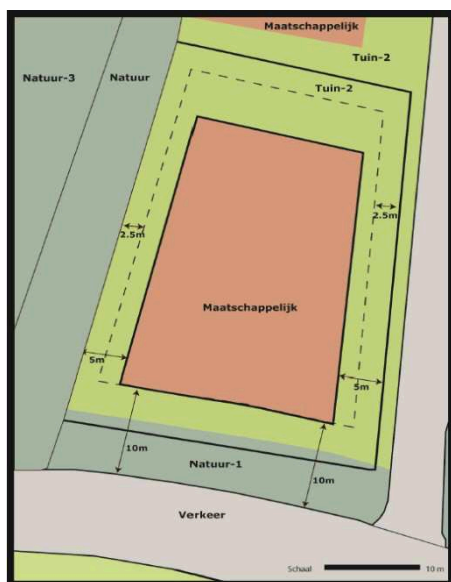 Maatschappelijk
Tuin-2
Natuur-3
Natuur
Tuin-2
2.5m
2.5m
Maatschappelijk
5m
5m
10m
Natuur-1
10m
Verkeer
Schaal
10 m